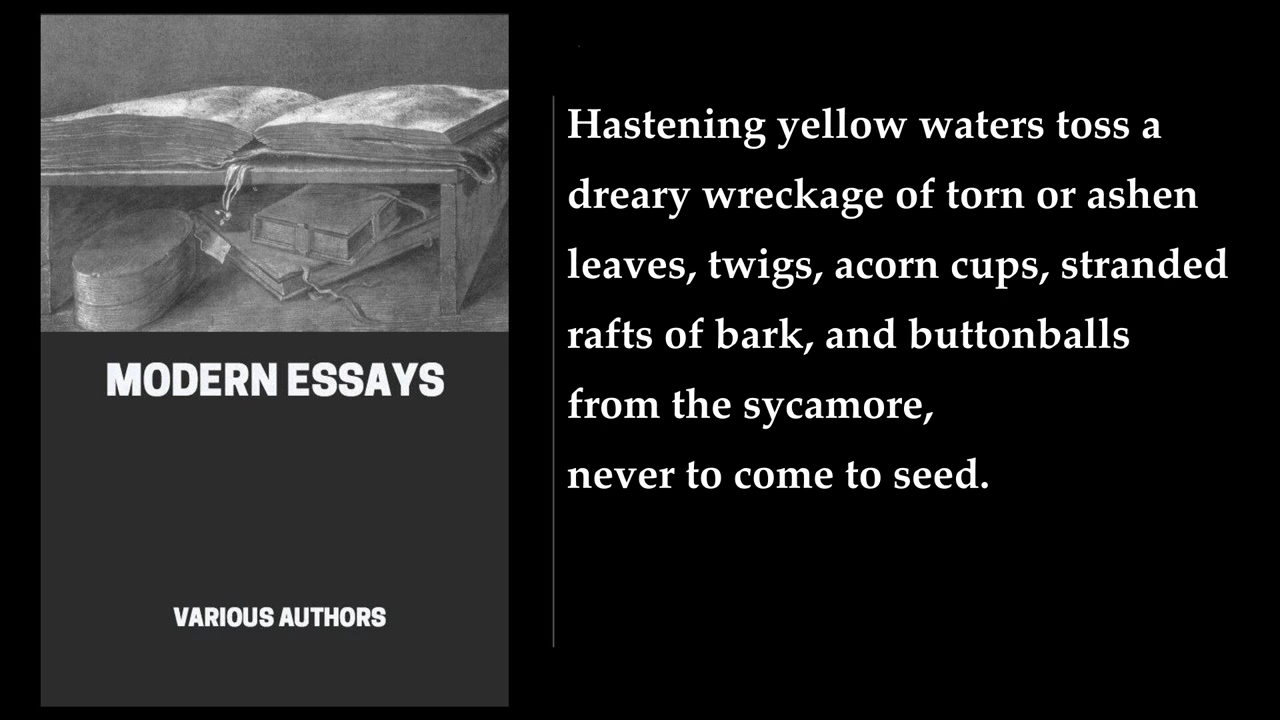 MODERN ESSAYS
VARIOUS AUTHORS
Hastening yellow waters toss a
dreary wreckage of torn or ashen
leaves, twigs, acorn cups, stranded
rafts of bark, and buttonballs
from the sycamore,
never to come to seed.